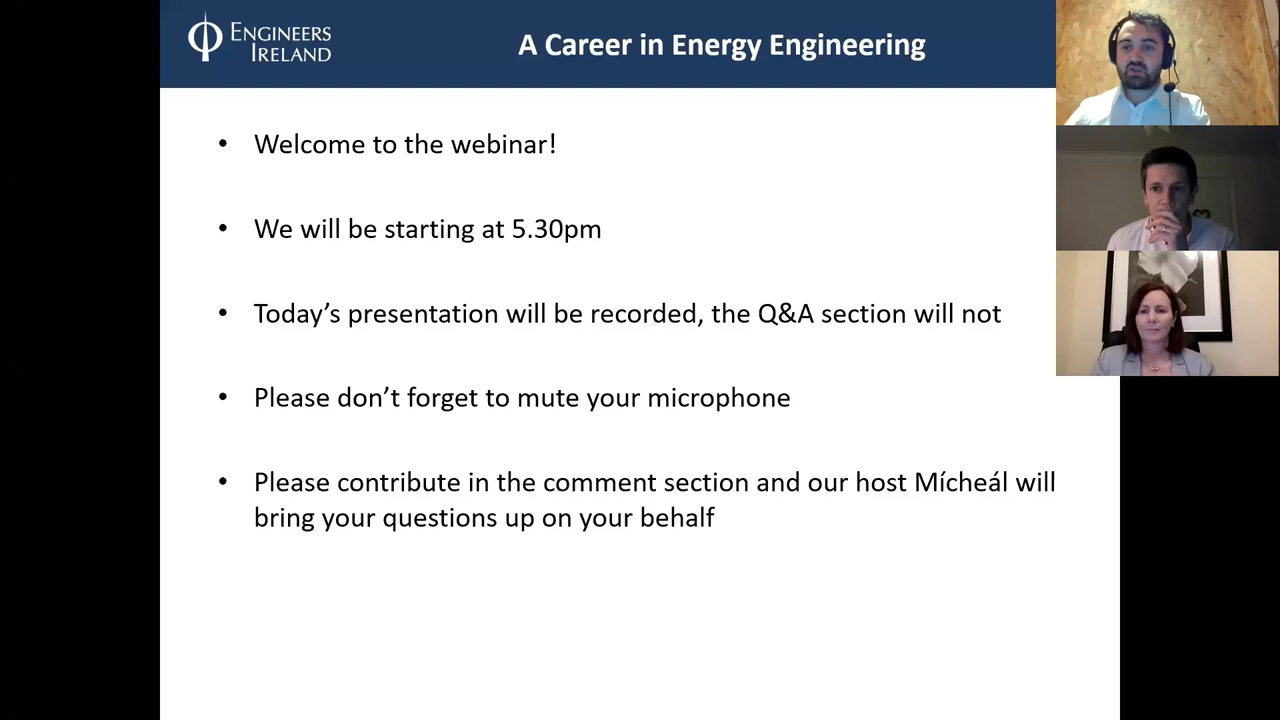 ENGINEERS
IRELAND
A Career in Energy Engineering
• Welcome to the webinar!
• We will be starting at 5.30pm
• Today’s presentation will be recorded, the Q&A section will not
• Please don’t forget to mute your microphone
• Please contribute in the comment section and our host Mícheál will
bring your questions up on your behalf